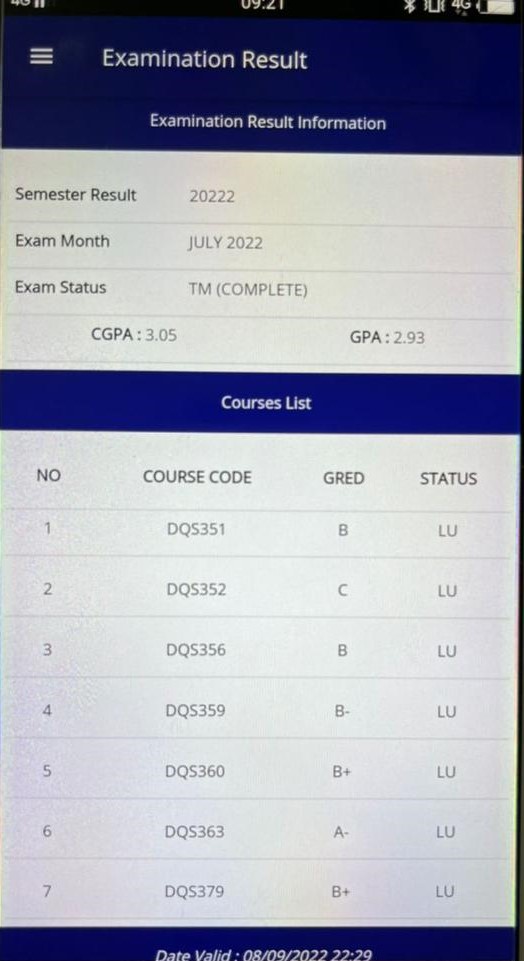 4G
09:21
4G
Examination Result
Examination Result Information
Semester Result 20222
Exam Month JULY 2022
Exam Status TM (COMPLETE)
CGPA : 3.05 GPA : 2.93
Courses List
NO COURSE CODE GRED STATUS
1 DQS351 B LU
2 DQS352 C LU
3 DQS356 B LU
4 DQS359 B- LU
5 DQS360 B+ LU
6 DQS363 A- LU
7 DQS379 B+ LU
Date Valid : 08/09/2022 22:29